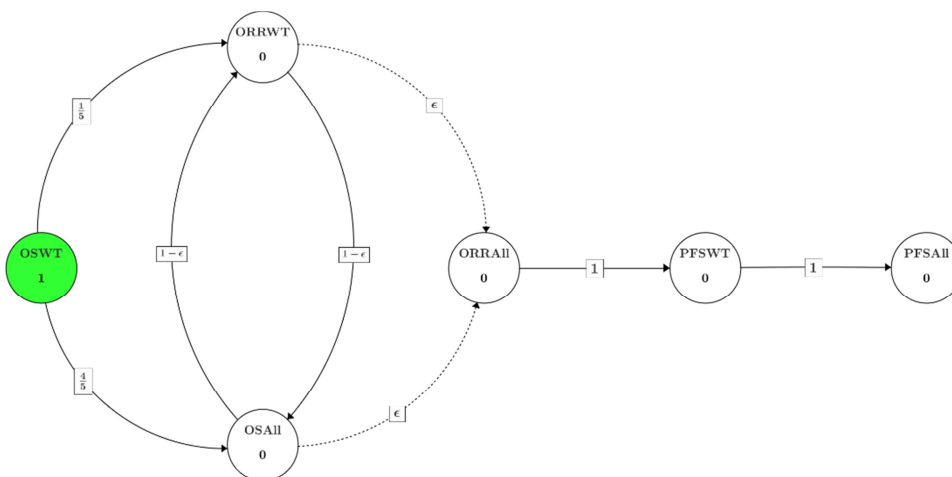 ORRWT
0
ϵ
1/5
OSWT
1
1 − ϵ
1 − ϵ
ORRAll
0
1
PFSWT
0
1
PFSAll
0
4/5
ϵ
OSAll
0